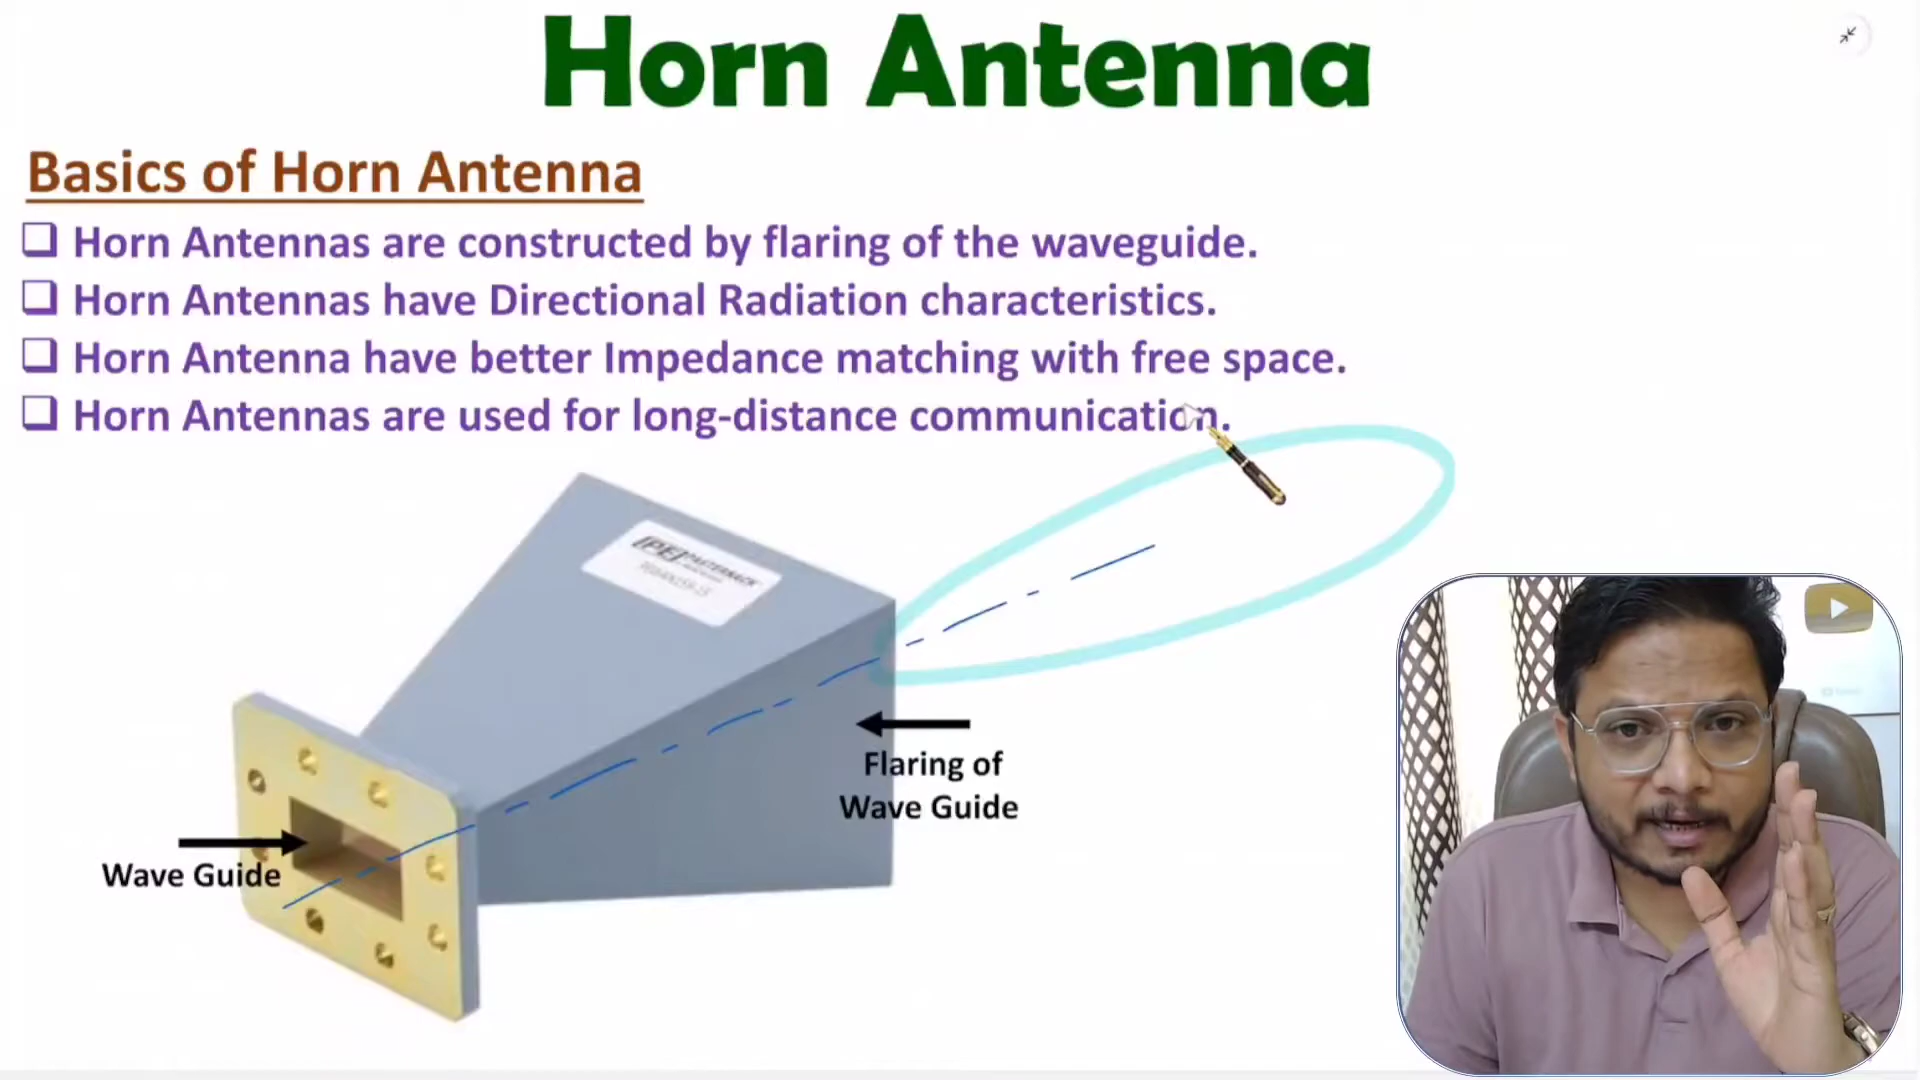 Horn Antenna
Basics of Horn Antenna
Horn Antennas are constructed by flaring of the waveguide.
Horn Antennas have Directional Radiation characteristics.
Horn Antenna have better Impedance matching with free space.
Horn Antennas are used for long-distance communication.
PE PASTERNACK
Flaring of
Wave Guide
Wave Guide